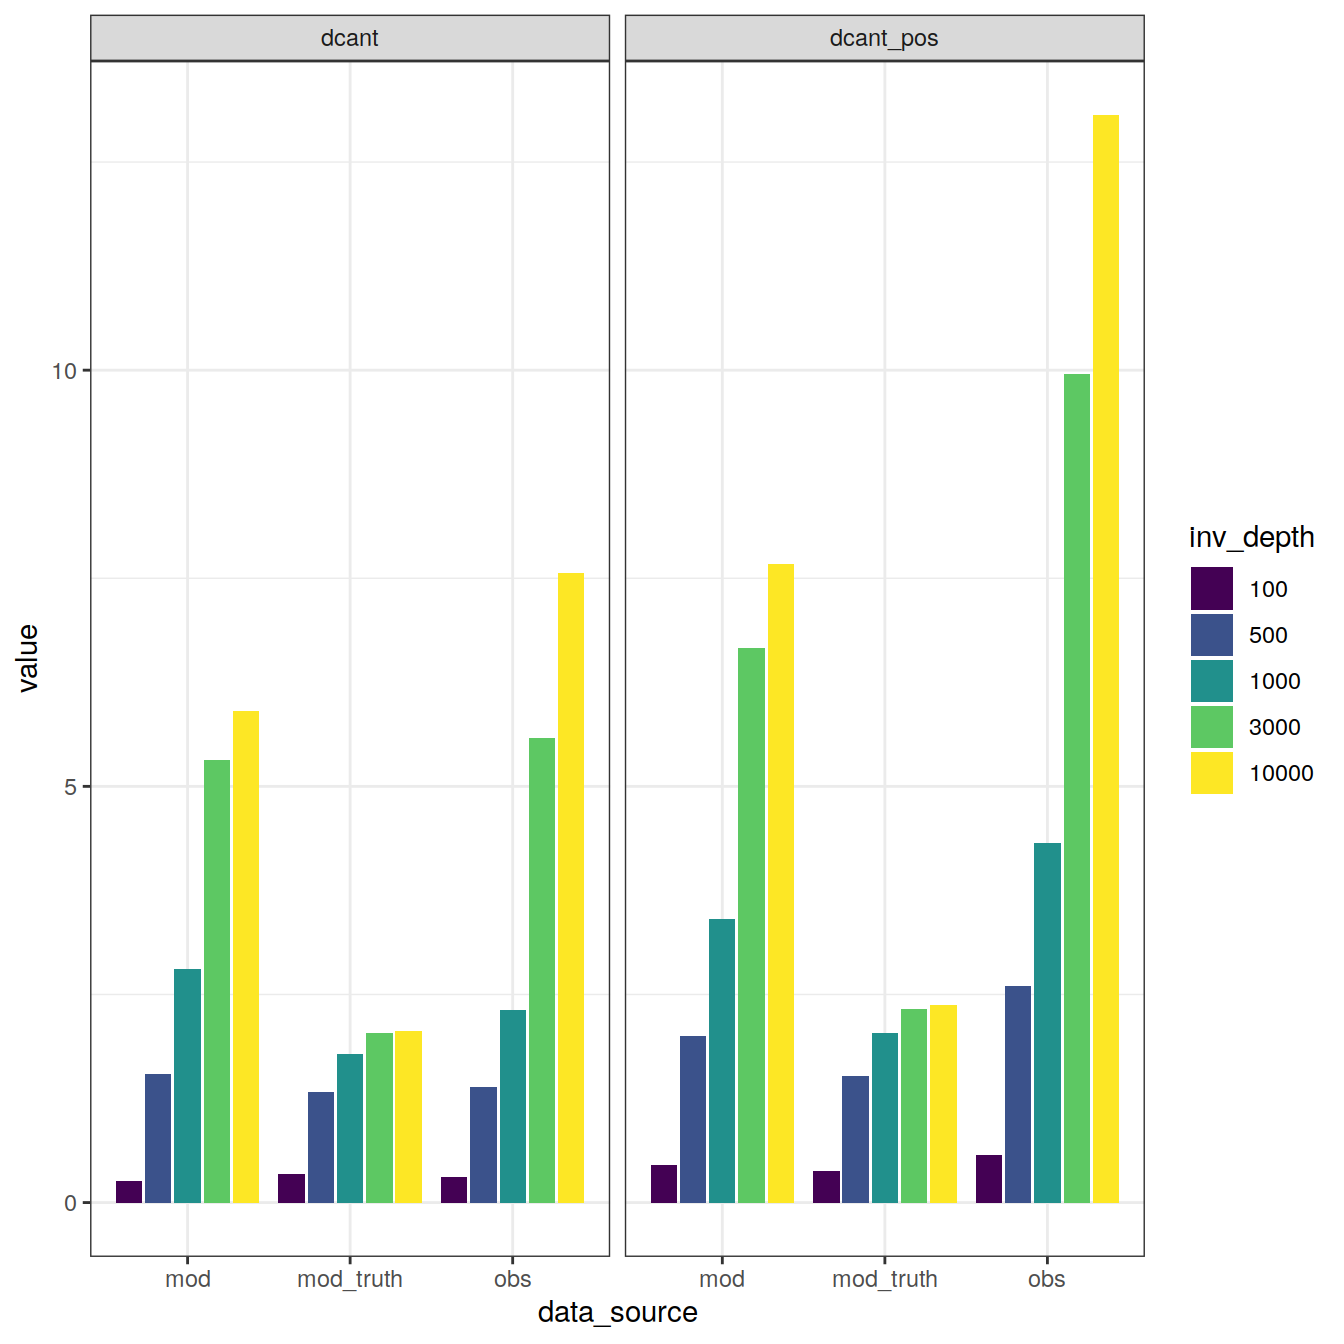 dcant
dcant_pos
10
5
0
value
mod
mod_truth
obs
mod
mod_truth
obs
data_source
inv_depth
100
500
1000
3000
10000